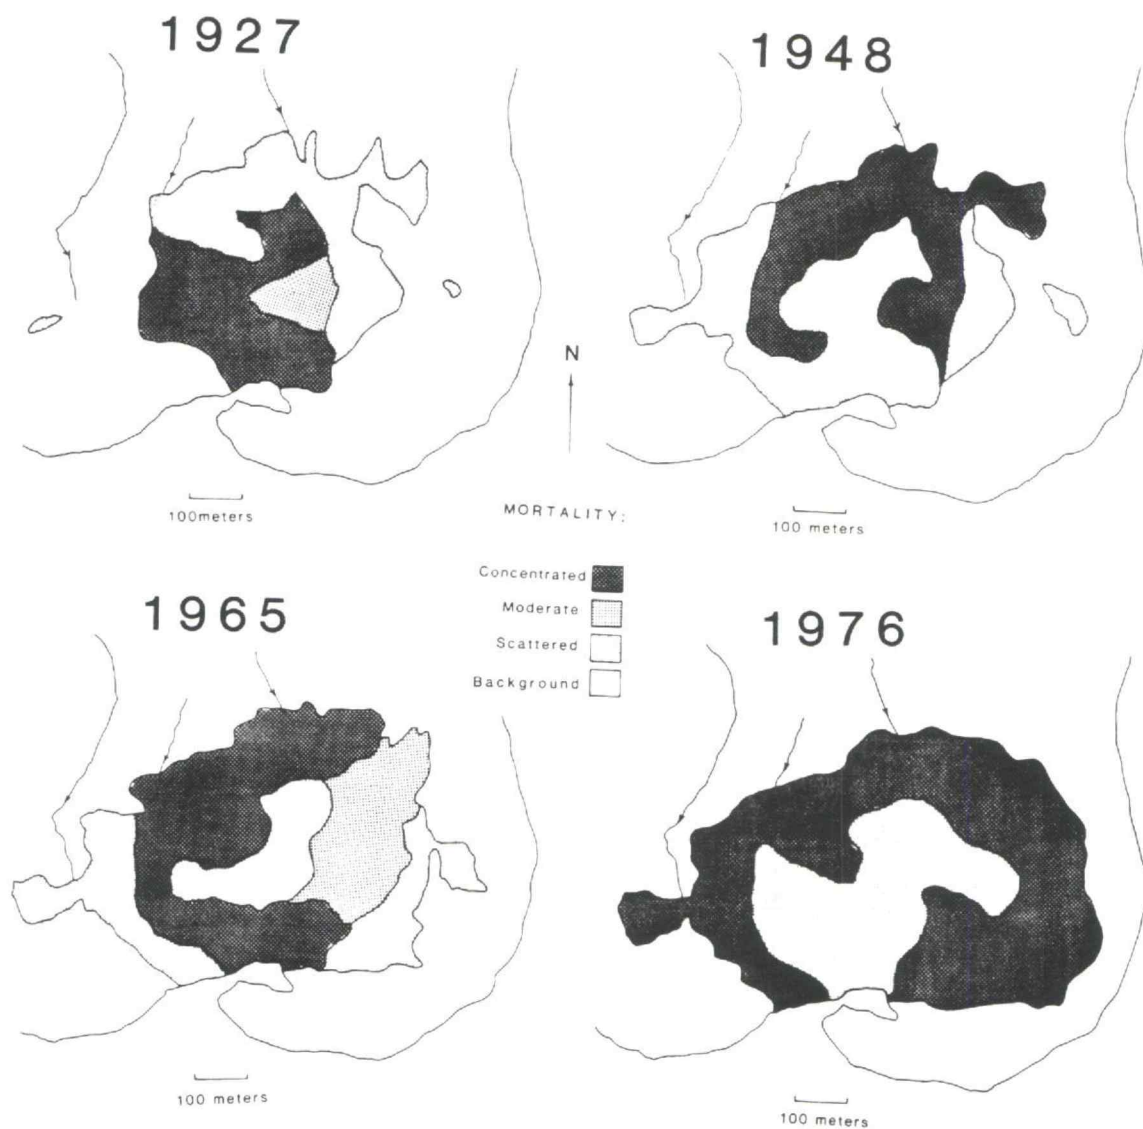 1927
1948
N
100meters
100 meters
MORTALITY:
Concentrated
Moderate
Scattered
Background
1965
1976
100 meters
100 meters